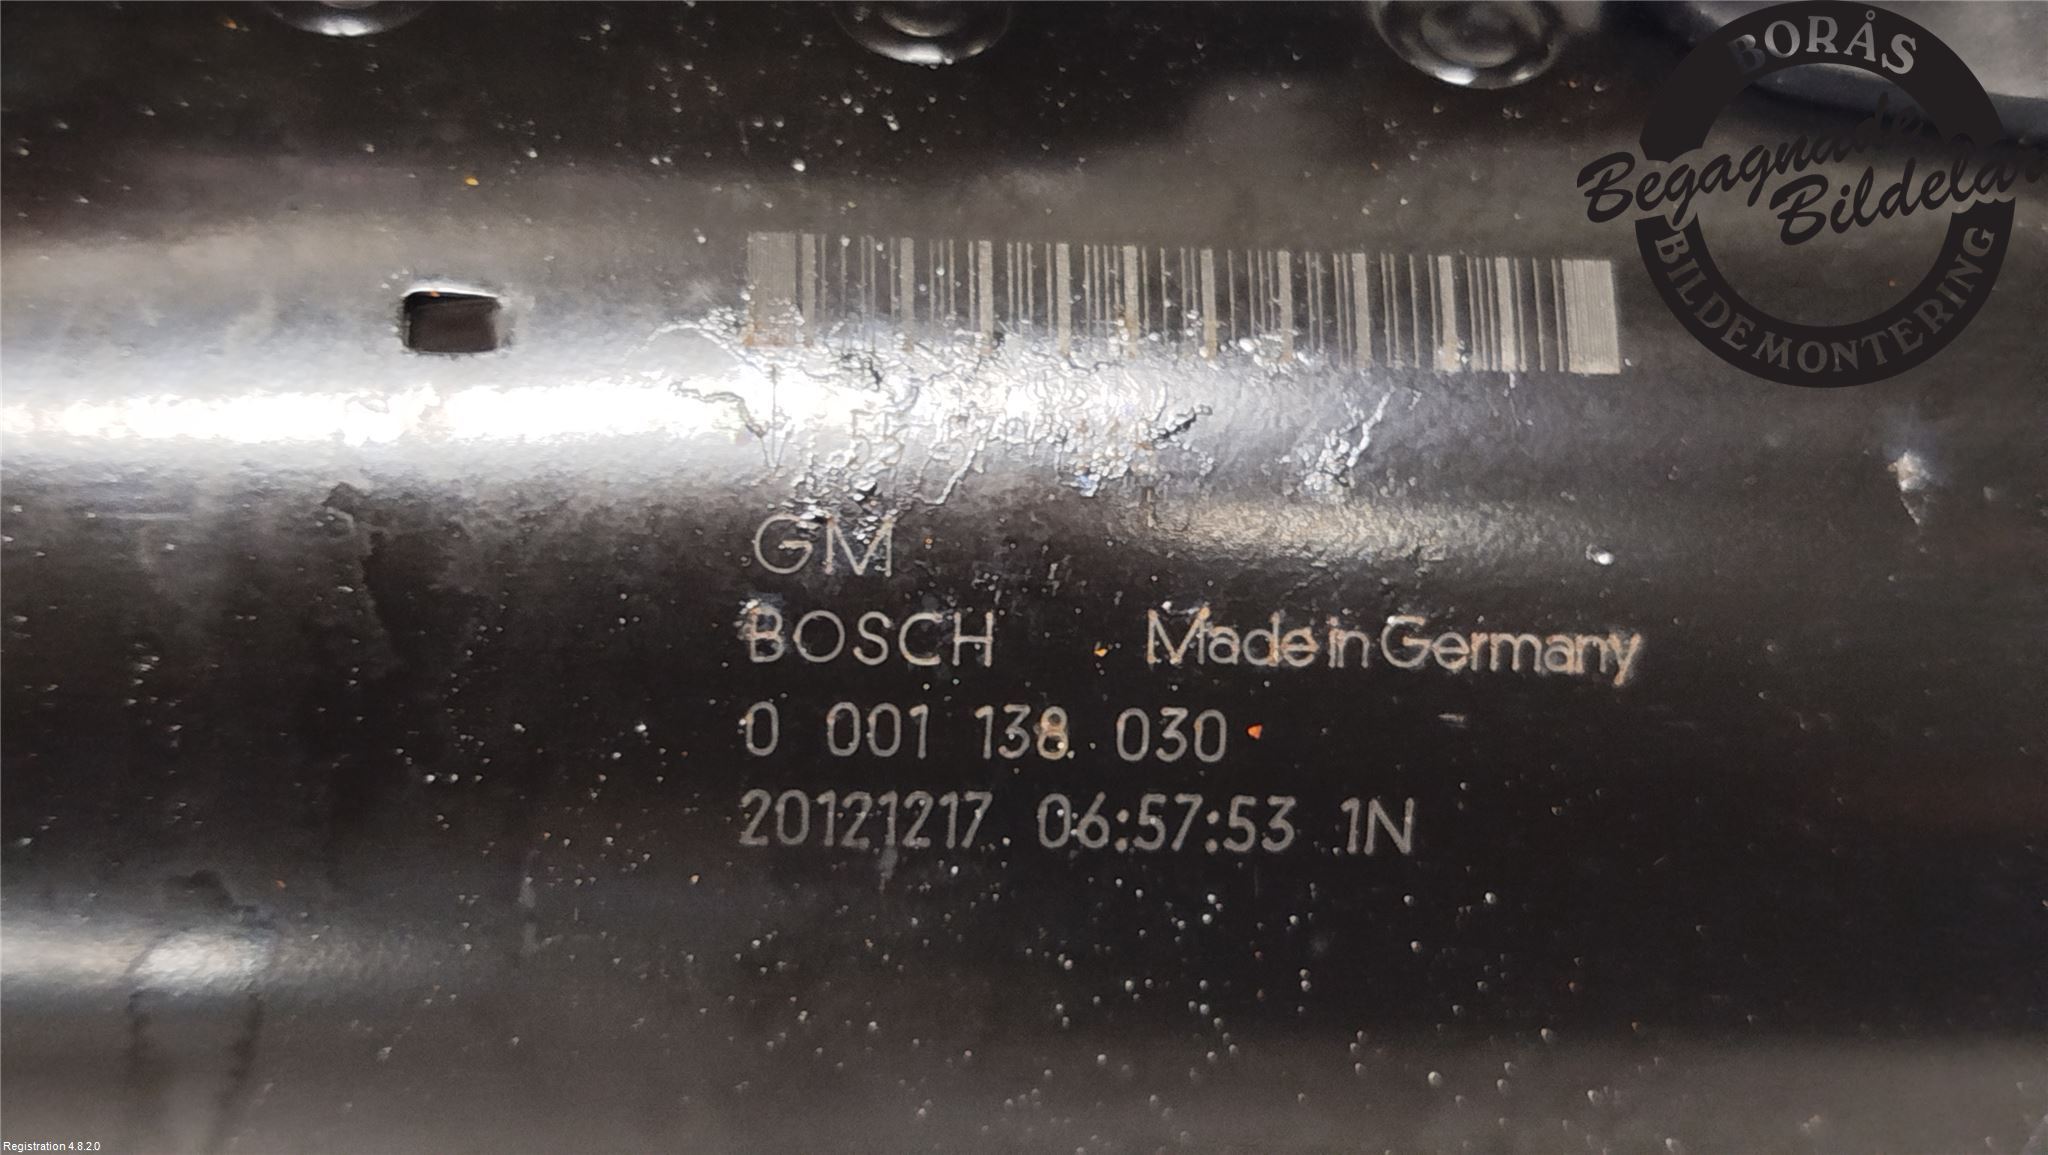 BORÅS
Begagnade
Bildelar
BILDEMONTERING
GM
BOSCH Made in Germany
0 001 138 030
20121217 06:57:53 1N
Registration 4.8.2.0